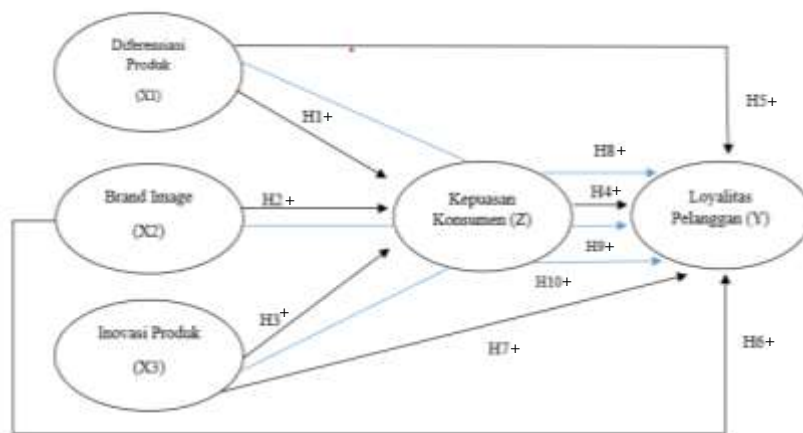 Diferensiasi
Produk
(X1)
H1+
H5+
Brand Image
(X2)
H2+
Kepuasan
Konsumen (Z)
H8+
H4+
H9+
H10+
Loyalitas
Pelanggan (Y)
Inovasi Produk
(X3)
H3+
H7+
H6+